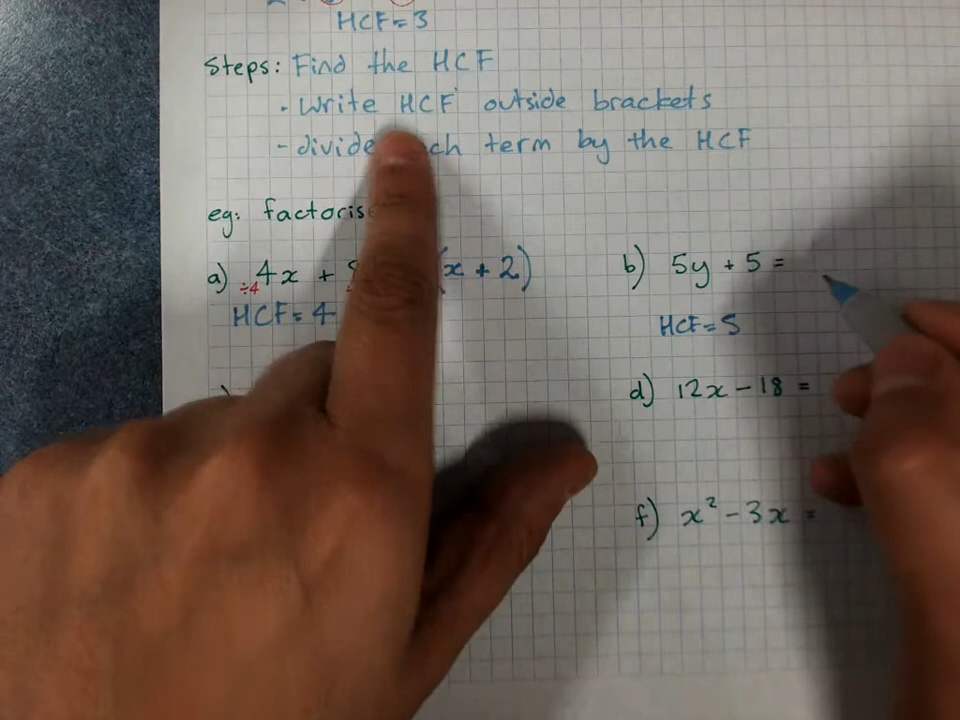 HCF=3
Steps: Find the HCF
- Write HCF outside brackets
- divide ch term by the HCF
eg: factoris
a) 4x + (x + 2)
÷4
HCF = 4
b) 5y + 5 =
HCF = 5
d) 12x - 18 =
f) x² - 3x =